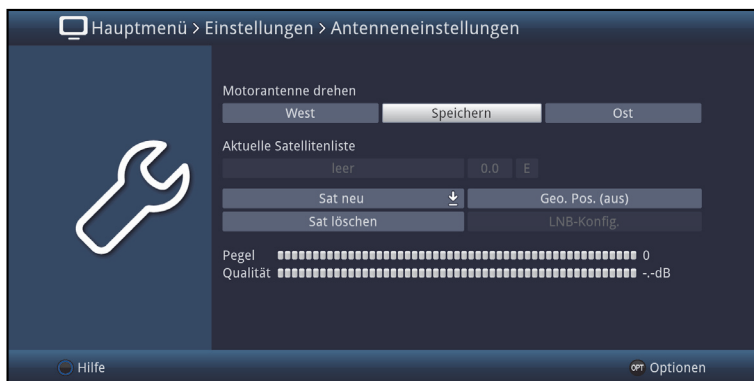 Hauptmenü > Einstellungen > Antenneneinstellungen
Motorantenne drehen
West Speichern Ost
Aktuelle Satellitenliste
leer 0.0 E
Sat neu Geo. Pos. (aus)
Sat löschen LNB-Konfig.
Pegel 0
Qualität -.-dB
Hilfe OPT Optionen